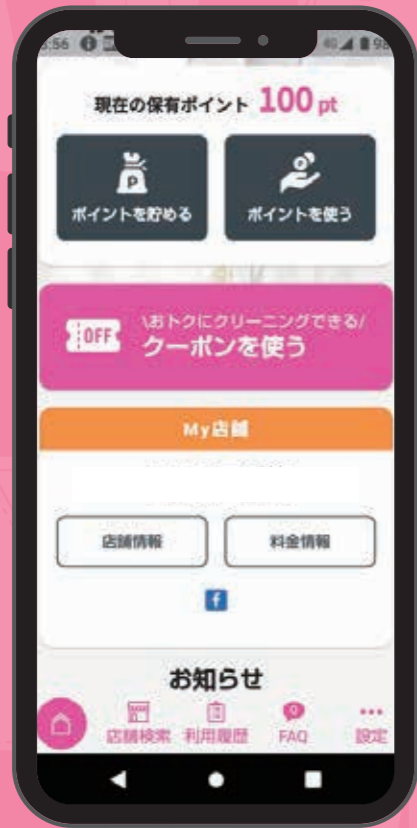 :56
4G 98
現在の保有ポイント 100 pt
P
ポイントを貯める ポイントを使う
OFF \おトクにクリーニングできる/
クーポンを使う
My店舗
店舗情報 料金情報
f
お知らせ
店舗検索 利用履歴 FAQ 設定